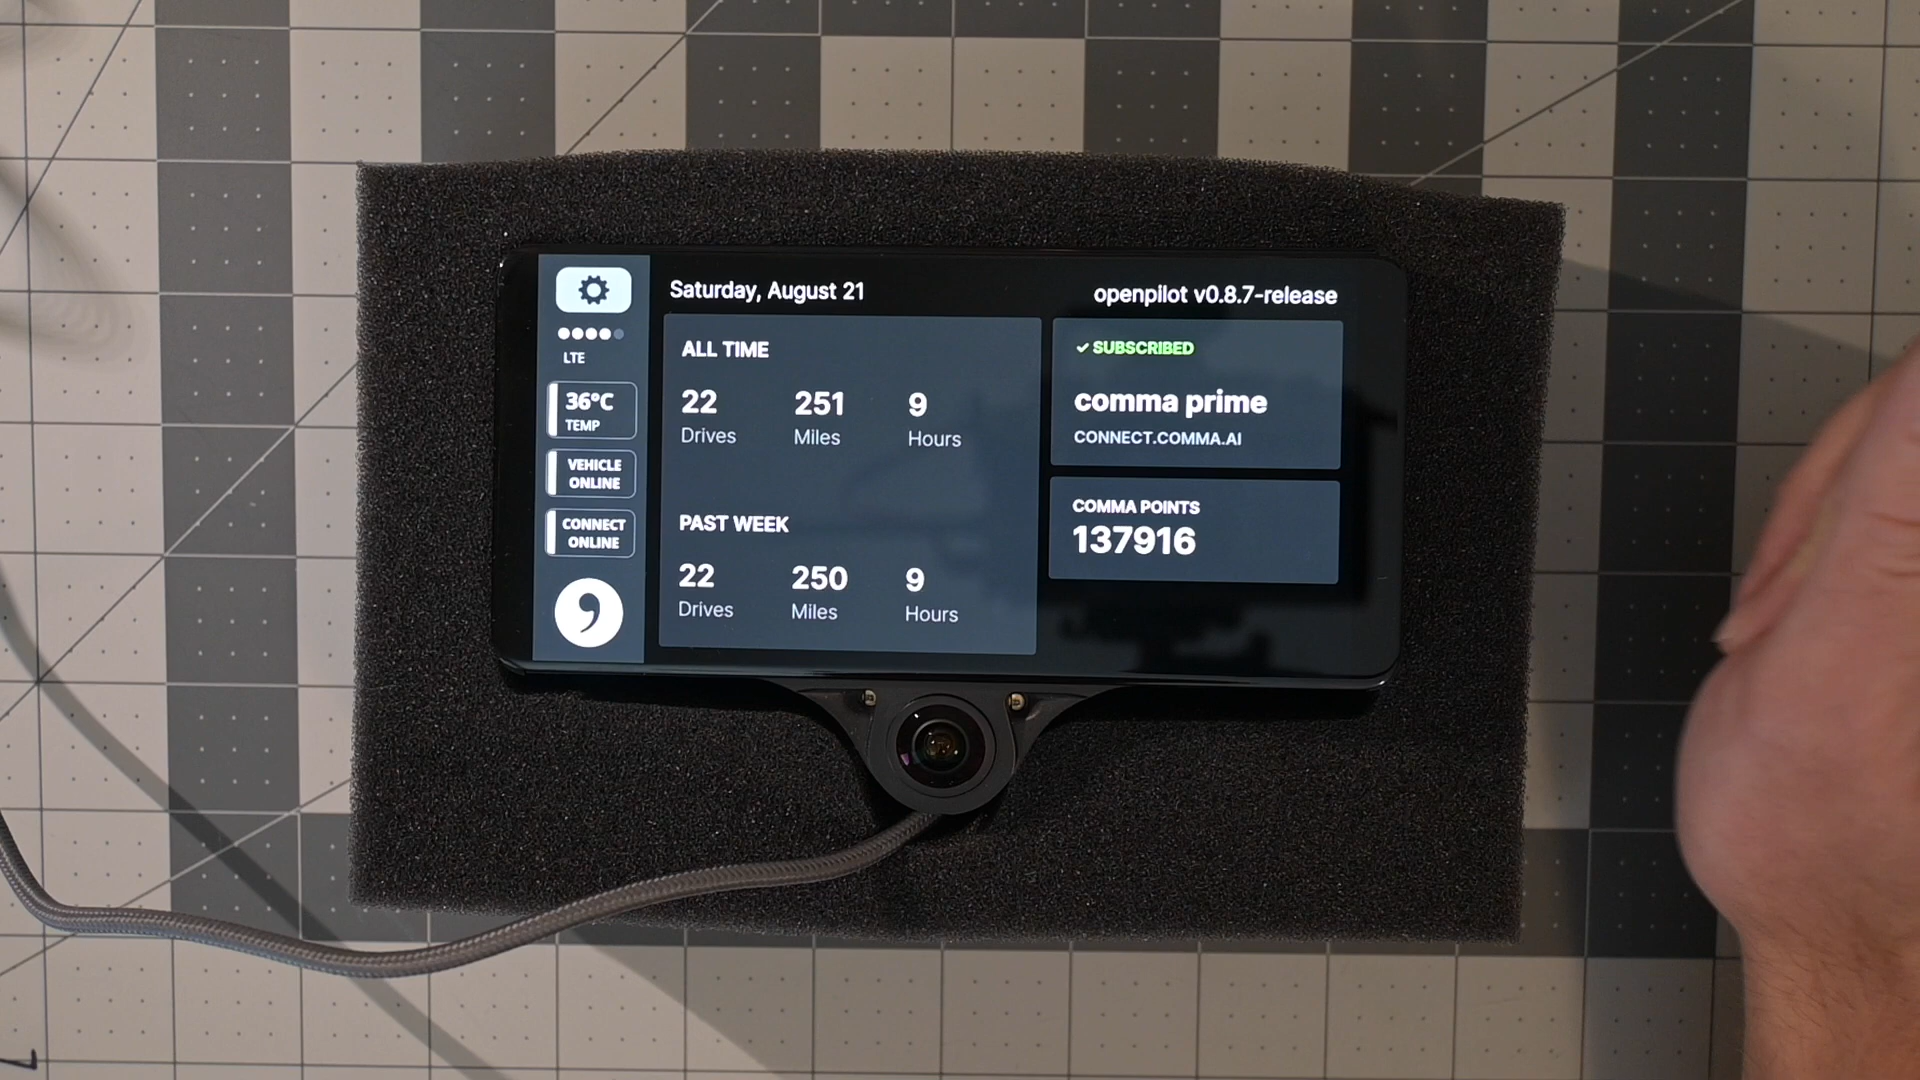 Saturday, August 21
openpilot v0.8.7-release
LTE
36°C
TEMP
VEHICLE
ONLINE
CONNECT
ONLINE
ALL TIME
22 251 9
Drives Miles Hours
PAST WEEK
22 250 9
Drives Miles Hours
✓ SUBSCRIBED
comma prime
CONNECT.COMMA.AI
COMMA POINTS
137916